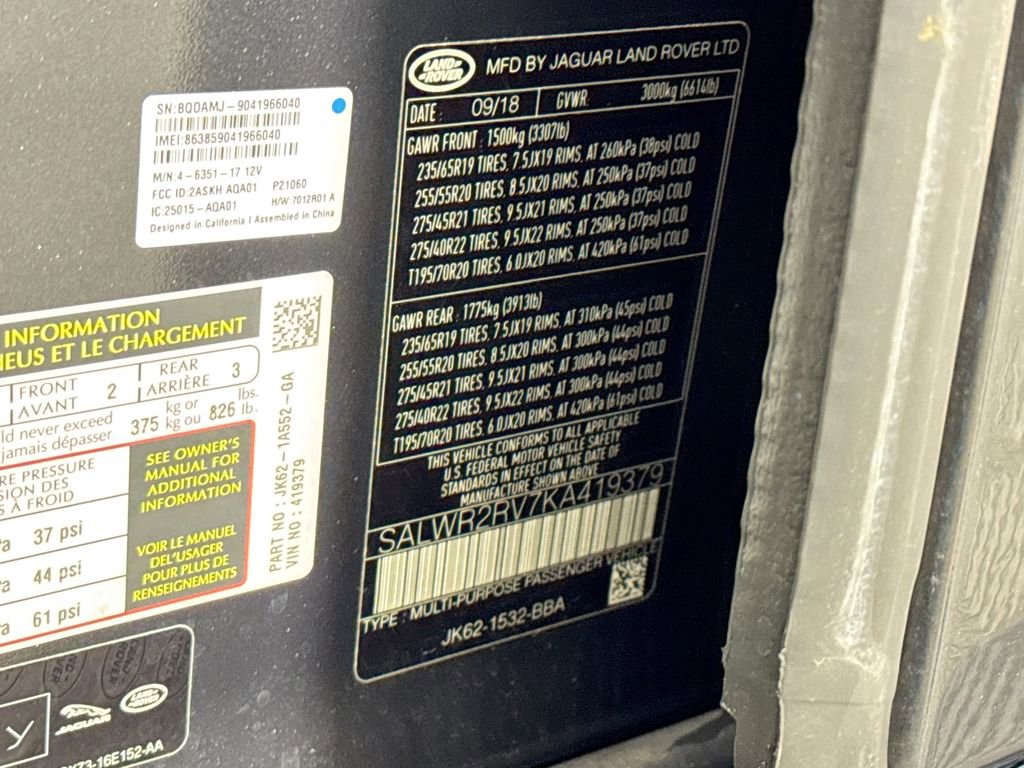 SN:BQOAMJ-9041966040
IMEI:863859041966040
M/N:4-6351-17 12V
FCC ID:2ASKH AQA01 P21060
IC:25015-AQA01 H/W:7012R01 A
Designed in California I Assembled in China
INFORMATION
NEUS ET LE CHARGEMENT
FRONT
AVANT 2
REAR
ARRIÈRE 3
ld never exceed
jamais dépasser 375 kg or
kg ou 826 lbs.
lb.
RE PRESSURE
SION DES
S À FROID
37 psi
44 psi
61 psi
SEE OWNER'S
MANUAL FOR
ADDITIONAL
INFORMATION
VOIR LE MANUEL
DEL'USAGER
POUR PLUS DE
RENSEIGNEMENTS
PART NO : JK62-1A552-GA
VIN NO : 419379
JAGUAR
LAND ROVER
73-16E152-AA
LAND ROVER
MFD BY JAGUAR LAND ROVER LTD
DATE: 09/18 GVWR 3000kg (6614lb)
GAWR FRONT : 1500kg (3307lb)
235/65R19 TIRES, 7.5JX19 RIMS, AT 260kPa (38psi) COLD
255/55R20 TIRES, 8.5JX20 RIMS, AT 250kPa (37psi) COLD
275/45R21 TIRES, 9.5JX21 RIMS, AT 250kPa (37psi) COLD
275/40R22 TIRES, 9.5JX22 RIMS, AT 250kPa (37psi) COLD
T195/70R20 TIRES, 6.0JX20 RIMS, AT 420kPa (61psi) COLD
GAWR REAR : 1775kg (3913lb)
235/65R19 TIRES, 7.5JX19 RIMS, AT 310kPa (45psi) COLD
255/55R20 TIRES, 8.5JX20 RIMS, AT 300kPa (44psi) COLD
275/45R21 TIRES, 9.5JX21 RIMS, AT 300kPa (44psi) COLD
275/40R22 TIRES, 9.5JX22 RIMS, AT 300kPa (44psi) COLD
T195/70R20 TIRES, 6.0JX20 RIMS, AT 420kPa (61psi) COLD
THIS VEHICLE CONFORMS TO ALL APPLICABLE
U.S. FEDERAL MOTOR VEHICLE SAFETY
STANDARDS IN EFFECT ON THE DATE OF
MANUFACTURE SHOWN ABOVE
SALWR2RV7KA419379
TYPE : MULTI-PURPOSE PASSENGER VEHICLE
JK62-1532-BBA